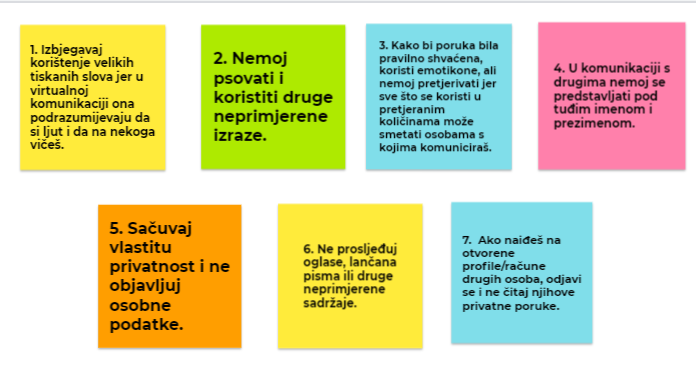 1. Izbjegavaj
korištenje velikih
tiskanih slova jer u
virtualnoj
komunikaciji ona
podrazumijevaju da
si ljut i da na nekoga
vičeš.
2. Nemoj
psovati i
koristiti druge
neprimjerene
izraze.
3. Kako bi poruka bila
pravilno shvaćena,
koristi emotikone, ali
nemoj pretjerivati jer
sve što se koristi u
pretjeranim
količinama može
smetati osobama s
kojima komuniciraš.
4. U komunikaciji s
drugima nemoj se
predstavljati pod
tuđim imenom i
prezimenom.
5. Sačuvaj
vlastitu
privatnost i ne
objavljuj
osobne
podatke.
6. Ne prosljeđuj
oglase, lančana
pisma ili druge
neprimjerene
sadržaje.
7. Ako naiđeš na
otvorene
profile/račune
drugih osoba, odjavi
se i ne čitaj njihove
privatne poruke.